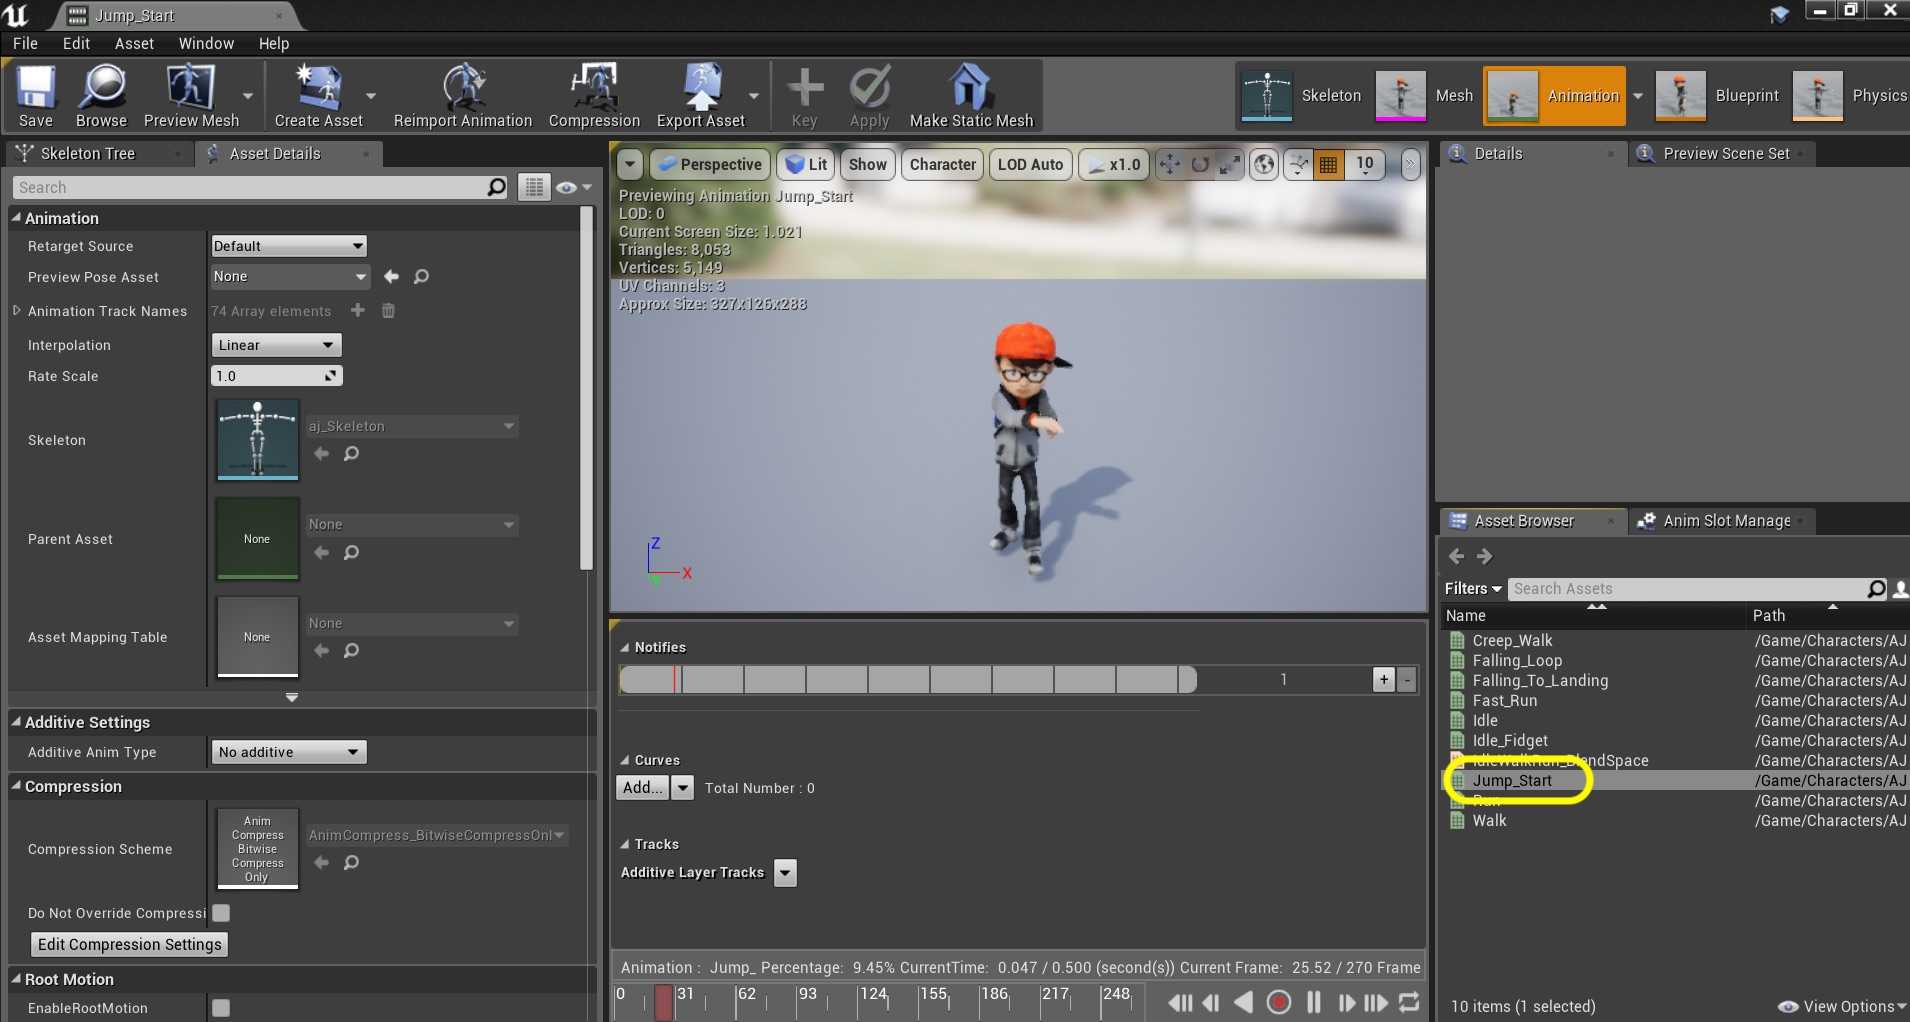 Jump_Start
File Edit Asset Window Help
Save Browse Preview Mesh Create Asset Reimport Animation Compression Export Asset Key Apply Make Static Mesh
Skeleton Mesh Animation Blueprint Physics
Skeleton Tree Asset Details
Search
Animation
Retarget Source Default
Preview Pose Asset None
Animation Track Names 74 Array elements
Interpolation Linear
Rate Scale 1.0
Skeleton aj_Skeleton
Parent Asset None None
Asset Mapping Table None None
Additive Settings
Additive Anim Type No additive
Compression
Compression Scheme AnimCompress_BitwiseCompressOnl
Anim
Compress
Bitwise
Compress
Only
Do Not Override Compressi
Edit Compression Settings
Root Motion
EnableRootMotion
Perspective Lit Show Character LOD Auto x1.0 10
Previewing Animation Jump_Start
LOD: 0
Current Screen Size: 1.021
Triangles: 8,053
Vertices: 5,149
UV Channels: 3
Approx Size: 327x126x288
Z
X
Notifies
1 + -
Curves
Add... Total Number : 0
Tracks
Additive Layer Tracks
Animation : Jump_ Percentage: 9.45% CurrentTime: 0.047 / 0.500 (second(s)) Current Frame: 25.52 / 270 Frame
0 31 62 93 124 155 186 217 248
Details Preview Scene Set
Asset Browser Anim Slot Manage
Filters Search Assets
Name Path
Creep_Walk /Game/Characters/AJ
Falling_Loop /Game/Characters/AJ
Falling_To_Landing /Game/Characters/AJ
Fast_Run /Game/Characters/AJ
Idle /Game/Characters/AJ
Idle_Fidget /Game/Characters/AJ
IdleWalkRun_BlendSpace /Game/Characters/AJ
Jump_Start /Game/Characters/AJ
Run /Game/Characters/AJ
Walk /Game/Characters/AJ
10 items (1 selected) View Options